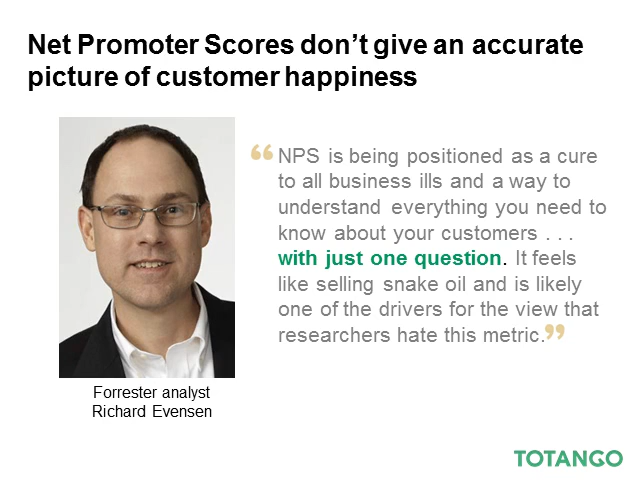 Net Promoter Scores don’t give an accurate
picture of customer happiness
“ NPS is being positioned as a cure
to all business ills and a way to
understand everything you need to
know about your customers . . .
with just one question. It feels
like selling snake oil and is likely
one of the drivers for the view that
researchers hate this metric.”
Forrester analyst
Richard Evensen
TOTANGO